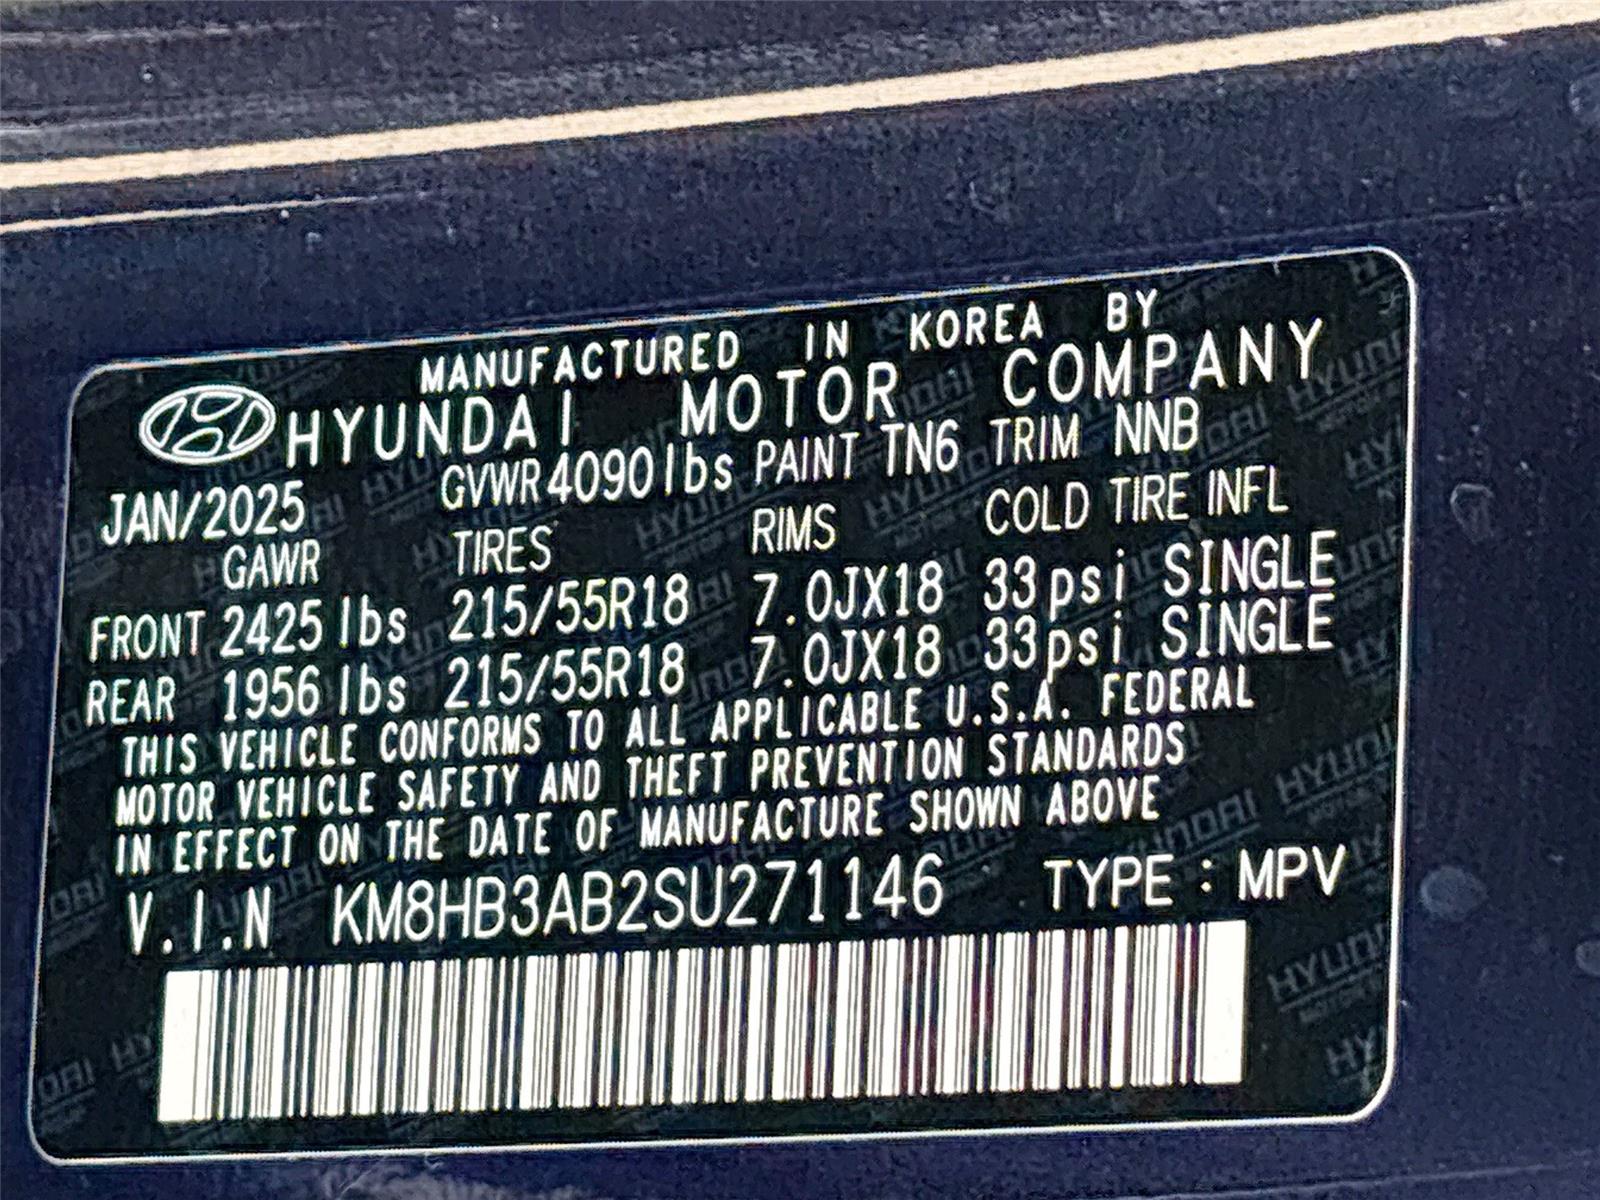 MANUFACTURED IN KOREA BY
HYUNDAI MOTOR COMPANY
JAN/2025 GVWR 4090 lbs PAINT TN6 TRIM NNB
GAWR TIRES RIMS COLD TIRE INFL
FRONT 2425 lbs 215/55R18 7.0JX18 33psi SINGLE
REAR 1956 lbs 215/55R18 7.0JX18 33psi SINGLE
THIS VEHICLE CONFORMS TO ALL APPLICABLE U.S.A. FEDERAL
MOTOR VEHICLE SAFETY AND THEFT PREVENTION STANDARDS
IN EFFECT ON THE DATE OF MANUFACTURE SHOWN ABOVE
V.I.N KM8HB3AB2SU271146 TYPE : MPV